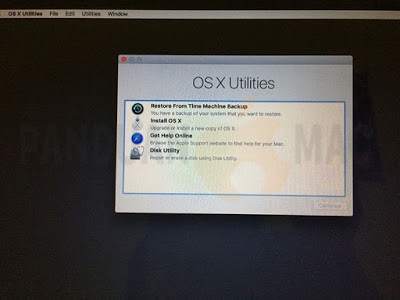 OS X Utilities File Edit Utilities Window
OS X Utilities
Restore From Time Machine Backup
You have a backup of your system that you want to restore.
Install OS X
Upgrade or install a new copy of OS X.
Get Help Online
Browse the Apple Support website to find help for your Mac.
Disk Utility
Repair or erase a disk using Disk Utility.
Continue